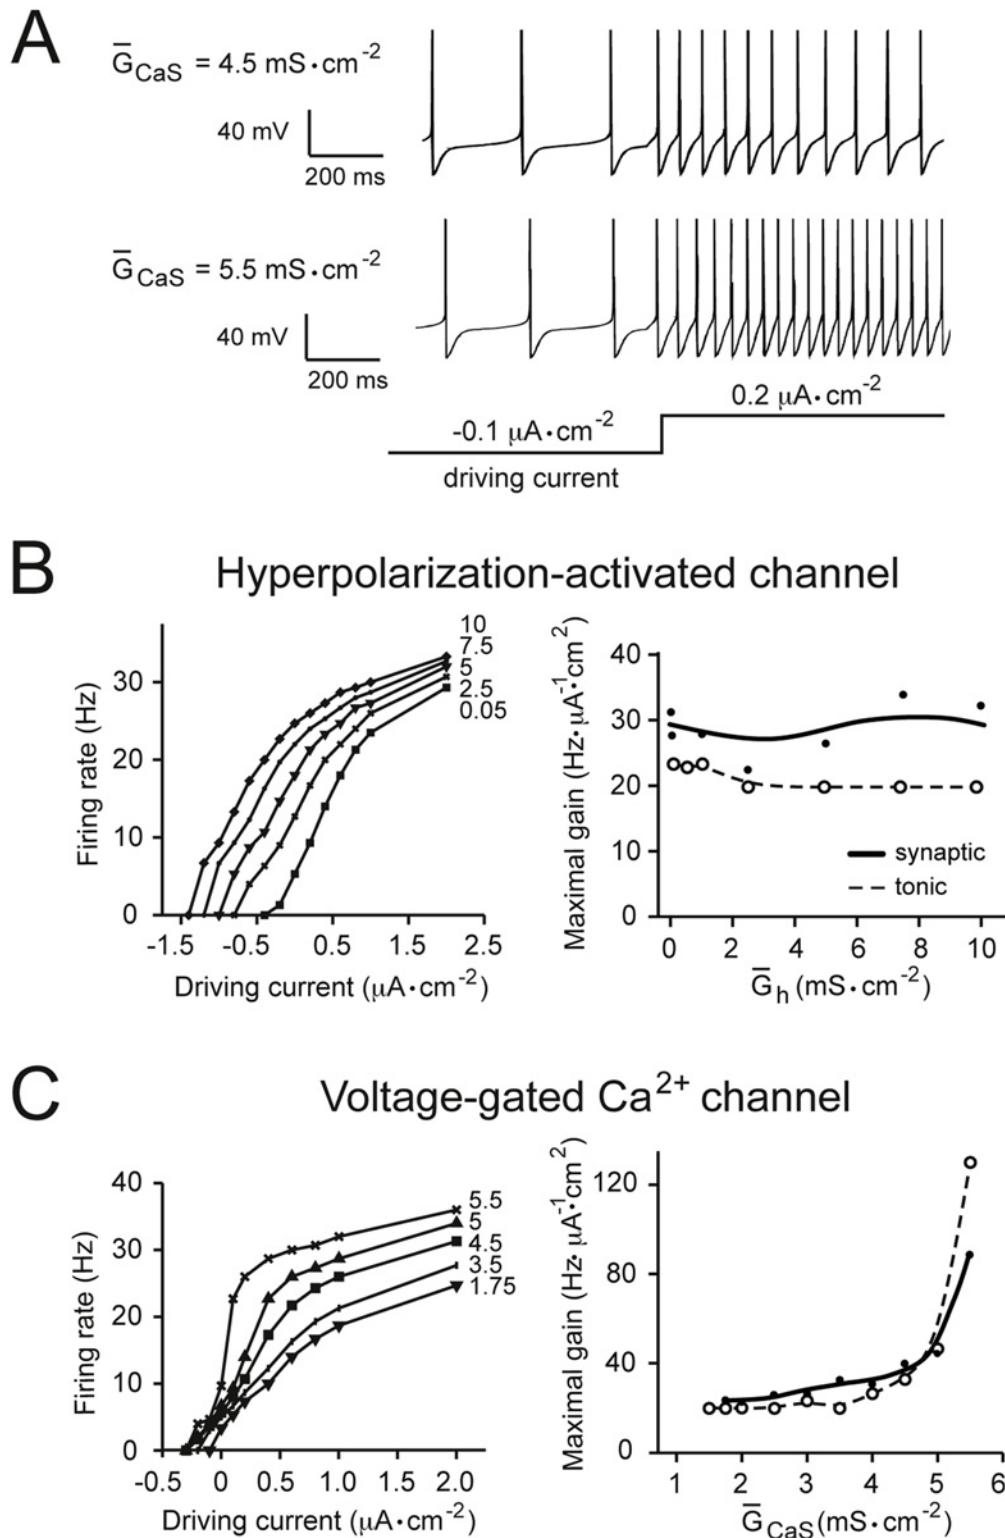 A
G̅CaS = 4.5 mS·cm-2
40 mV
200 ms
G̅CaS = 5.5 mS·cm-2
40 mV
200 ms
0.2 µA·cm-2
-0.1 µA·cm-2
driving current
B
Hyperpolarization-activated channel
Firing rate (Hz)
30
20
10
0
-1.5
-0.5
0.5
1.5
2.5
Driving current (µA·cm-2)
10
7.5
5
2.5
0.05
Maximal gain (Hz·µA-1·cm2)
40
30
20
10
0
synaptic
tonic
0
2
4
6
8
10
G̅h (mS·cm-2)
C
Voltage-gated Ca2+ channel
Firing rate (Hz)
40
30
20
10
0
-0.5
0
0.5
1.0
1.5
2.0
Driving current (µA·cm-2)
5.5
5
4.5
3.5
1.75
Maximal gain (Hz·µA-1·cm2)
120
80
40
0
1
2
3
4
5
6
G̅CaS (mS·cm-2)